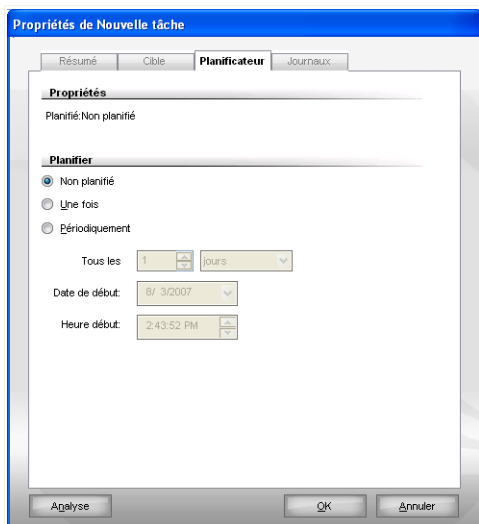 Propriétés de Nouvelle tâche
Résumé Cible Planificateur Journaux
Propriétés
Planifié:Non planifié
Planifier
Non planifié
Une fois
Périodiquement
Tous les 1 jours
Date de début: 8/ 3/2007
Heure début: 2:43:52 PM
Analyse OK Annuler